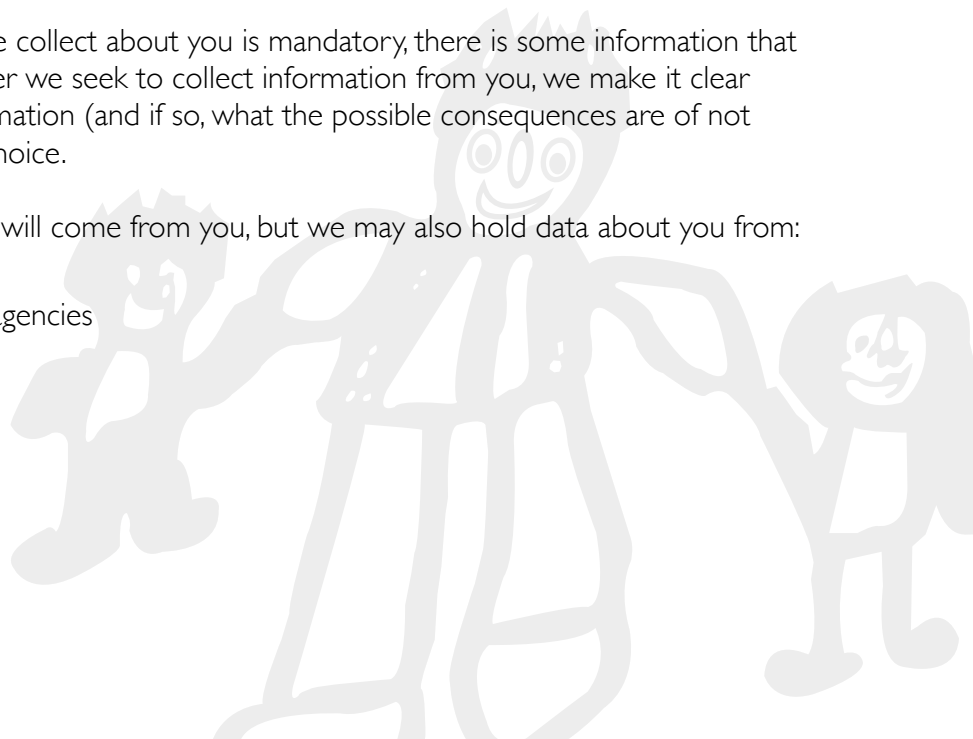 e collect about you is mandatory, there is some information that
er we seek to collect information from you, we make it clear
mation (and if so, what the possible consequences are of not
hoice.
will come from you, but we may also hold data about you from:
agencies